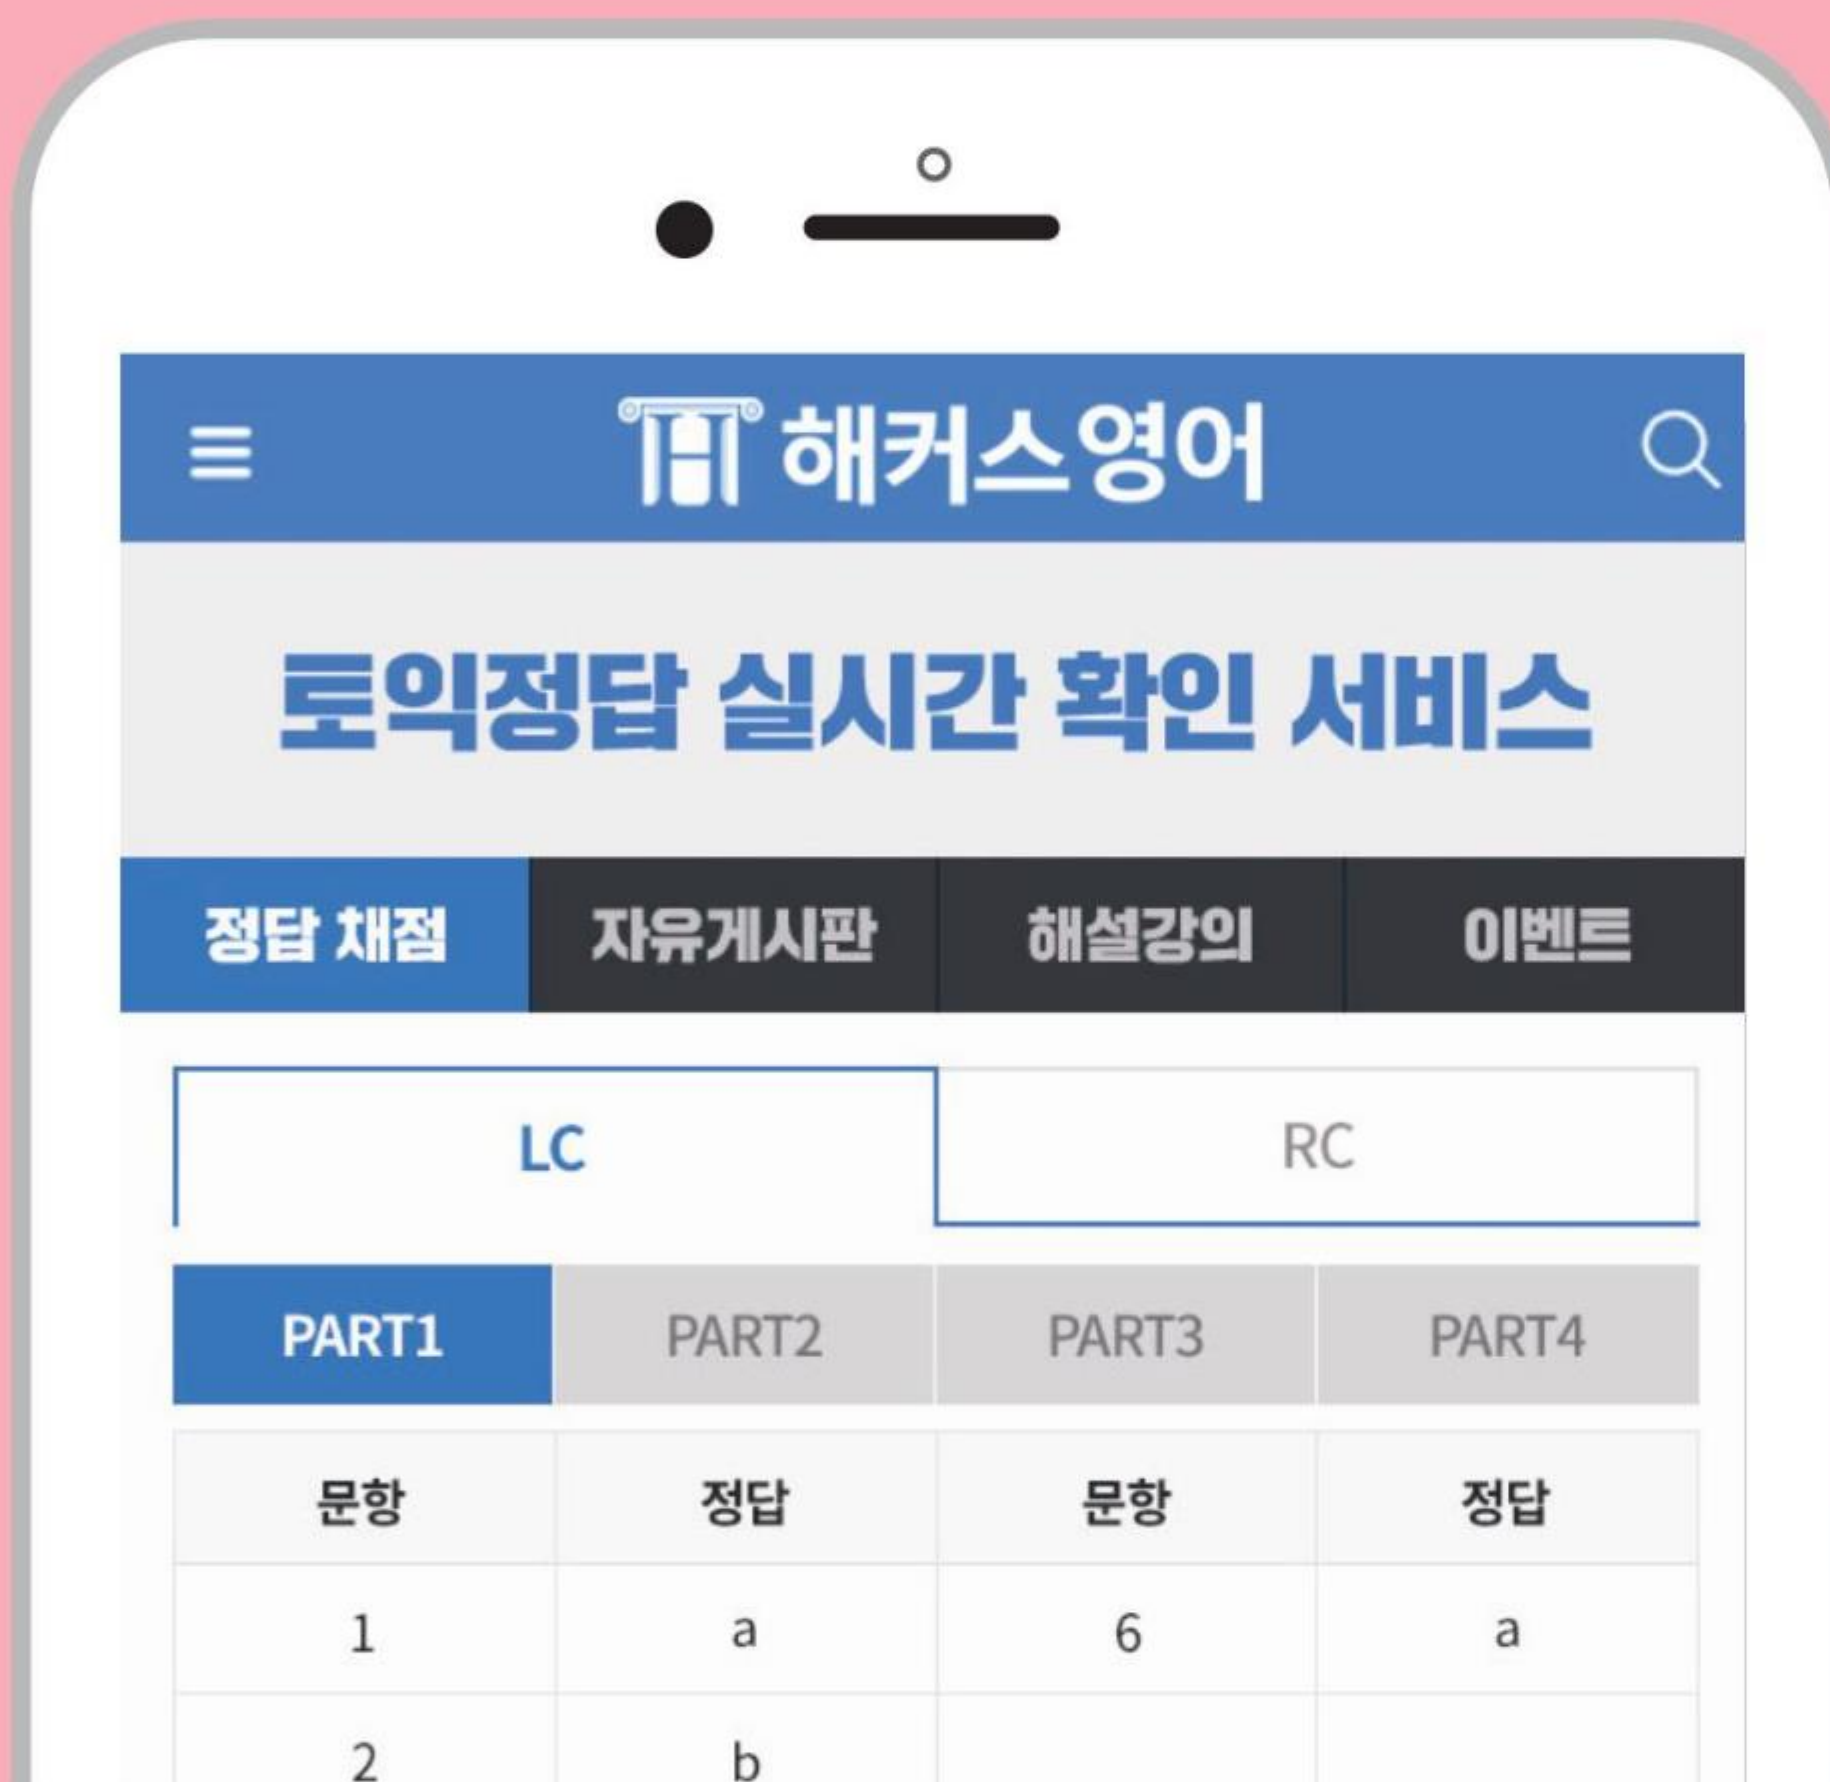 해커스영어
토익정답 실시간 확인 서비스
정답 채점 자유게시판 해설강의 이벤트
LC RC
PART1 PART2 PART3 PART4
문항 정답 문항 정답
1 a 6 a
2 b